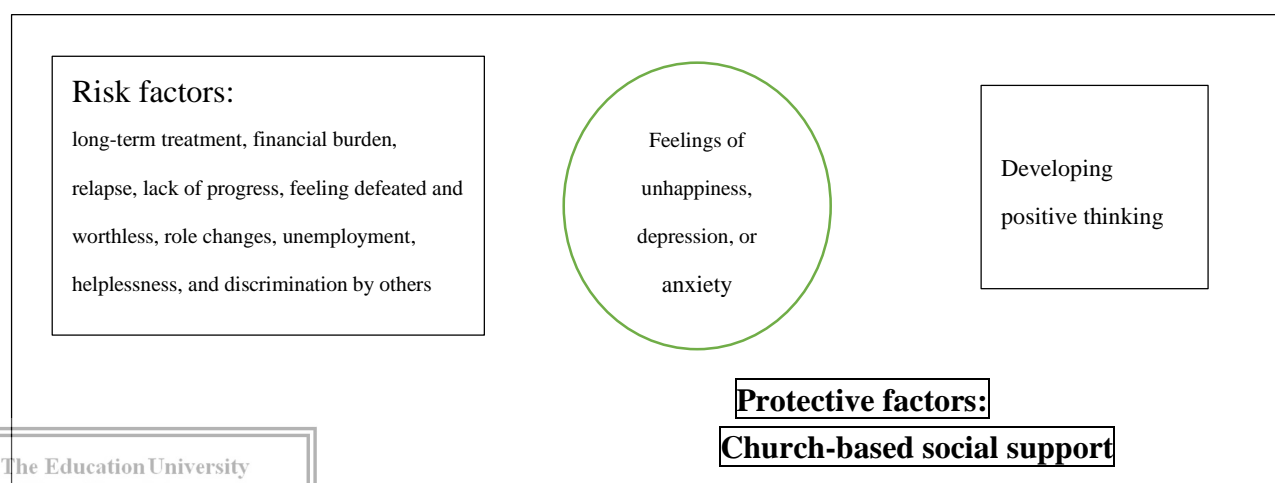 Risk factors:
long-term treatment, financial burden,
relapse, lack of progress, feeling defeated and
worthless, role changes, unemployment,
helplessness, and discrimination by others
Feelings of
unhappiness,
depression, or
anxiety
Developing
positive thinking
Protective factors:
Church-based social support
The Education University